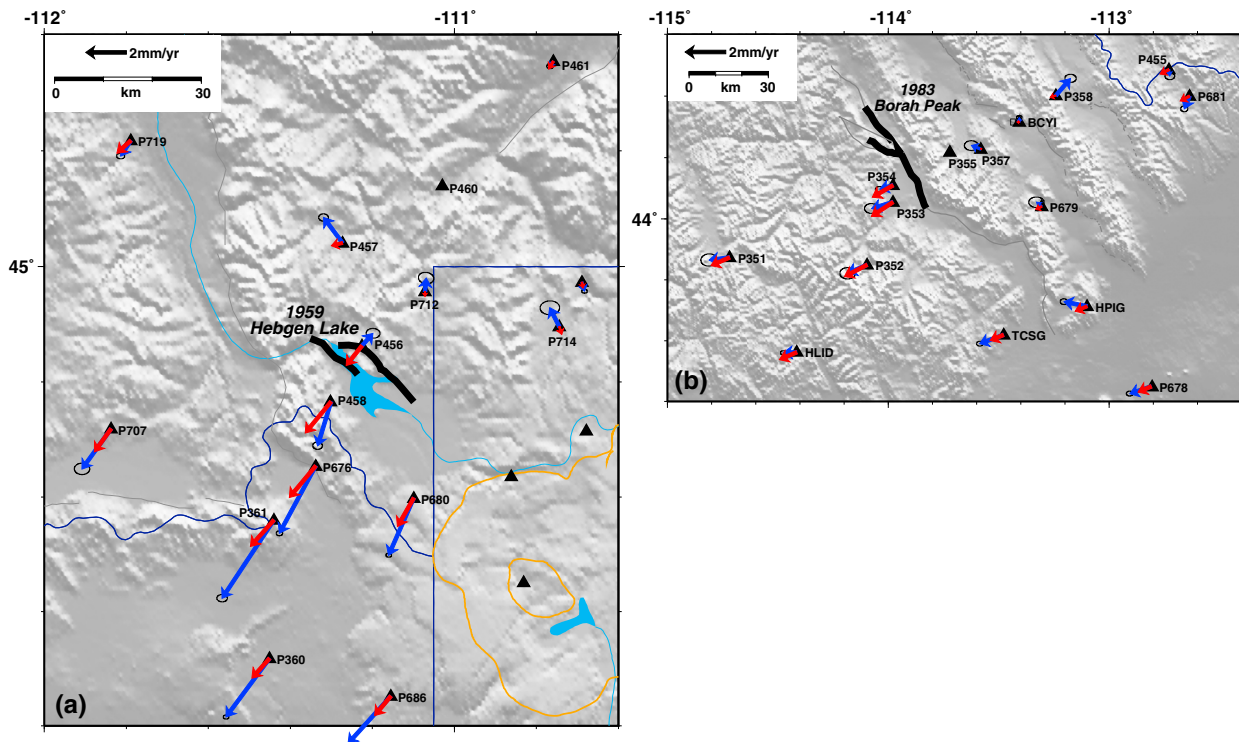 -112°
-111°
2mm/yr
0
km
30
P461
P719
P460
P457
45°
P712
P714
1959
Hebgen Lake
P456
P458
P707
P676
P680
P361
P360
P686
(a)
-115°
-114°
-113°
2mm/yr
0
km
30
P455
P358
P681
1983
Borah Peak
BCYI
P355
P357
P354
P353
P679
44°
P351
P352
HPIG
TCSG
HLID
P678
(b)